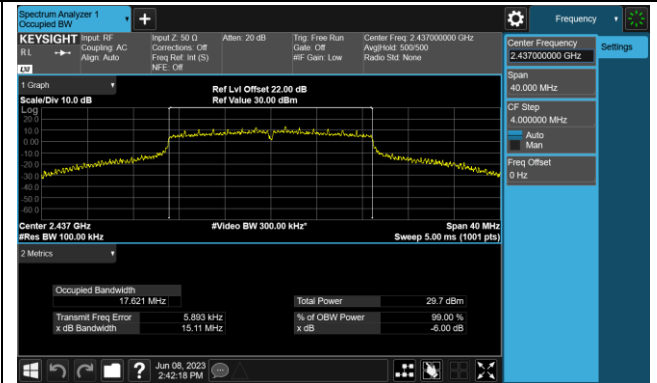 Spectrum Analyzer 1
Occupied BW
+
Frequency
KEYSIGHT
Input: RF
Coupling: AC
Align: Auto
RL
LXI
Input Z: 50 Ω
Corrections: Off
Freq Ref: Int (S)
NFE: Off
Atten: 20 dB
Trig: Free Run
Gate: Off
#IF Gain: Low
Center Freq: 2.437000000 GHz
Avg|Hold: 500/500
Radio Std: None
Center Frequency
2.437000000 GHz
Settings
Span
40.000 MHz
CF Step
4.000000 MHz
Auto
Man
Freq Offset
0 Hz
1 Graph
Scale/Div 10.0 dB
Ref Lvl Offset 22.00 dB
Ref Value 30.00 dBm
Log
20.0
10.0
0.00
-10.0
-20.0
-30.0
-40.0
-50.0
-60.0
Center 2.437 GHz
#Video BW 300.00 kHz*
Span 40 MHz
#Res BW 100.00 kHz
Sweep 5.00 ms (1001 pts)
2 Metrics
Occupied Bandwidth
17.621 MHz
Total Power 29.7 dBm
Transmit Freq Error 5.893 kHz
% of OBW Power 99.00 %
x dB Bandwidth 15.11 MHz
x dB -6.00 dB
?
Jun 08, 2023
2:42:18 PM